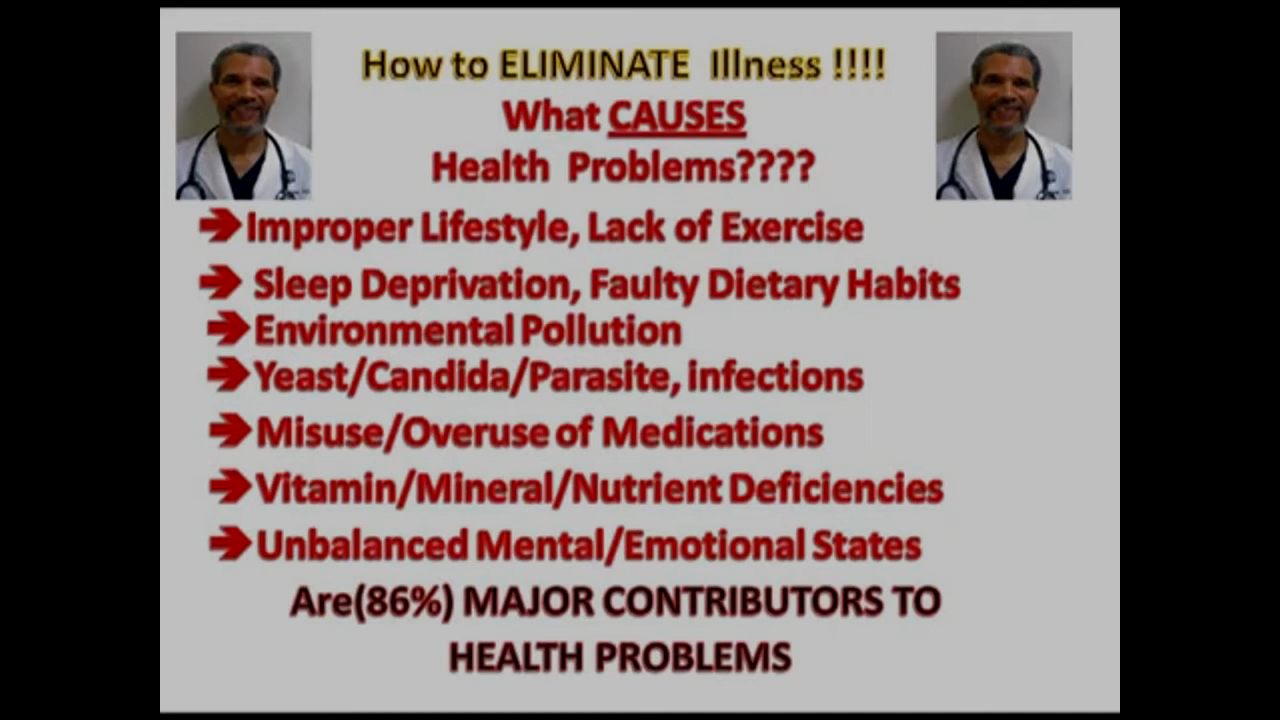 How to ELIMINATE Illness !!!!
What CAUSES
Health Problems????
Improper Lifestyle, Lack of Exercise
Sleep Deprivation, Faulty Dietary Habits
Environmental Pollution
Yeast/Candida/Parasite, infections
Misuse/Overuse of Medications
Vitamin/Mineral/Nutrient Deficiencies
Unbalanced Mental/Emotional States
Are(86%) MAJOR CONTRIBUTORS TO
HEALTH PROBLEMS